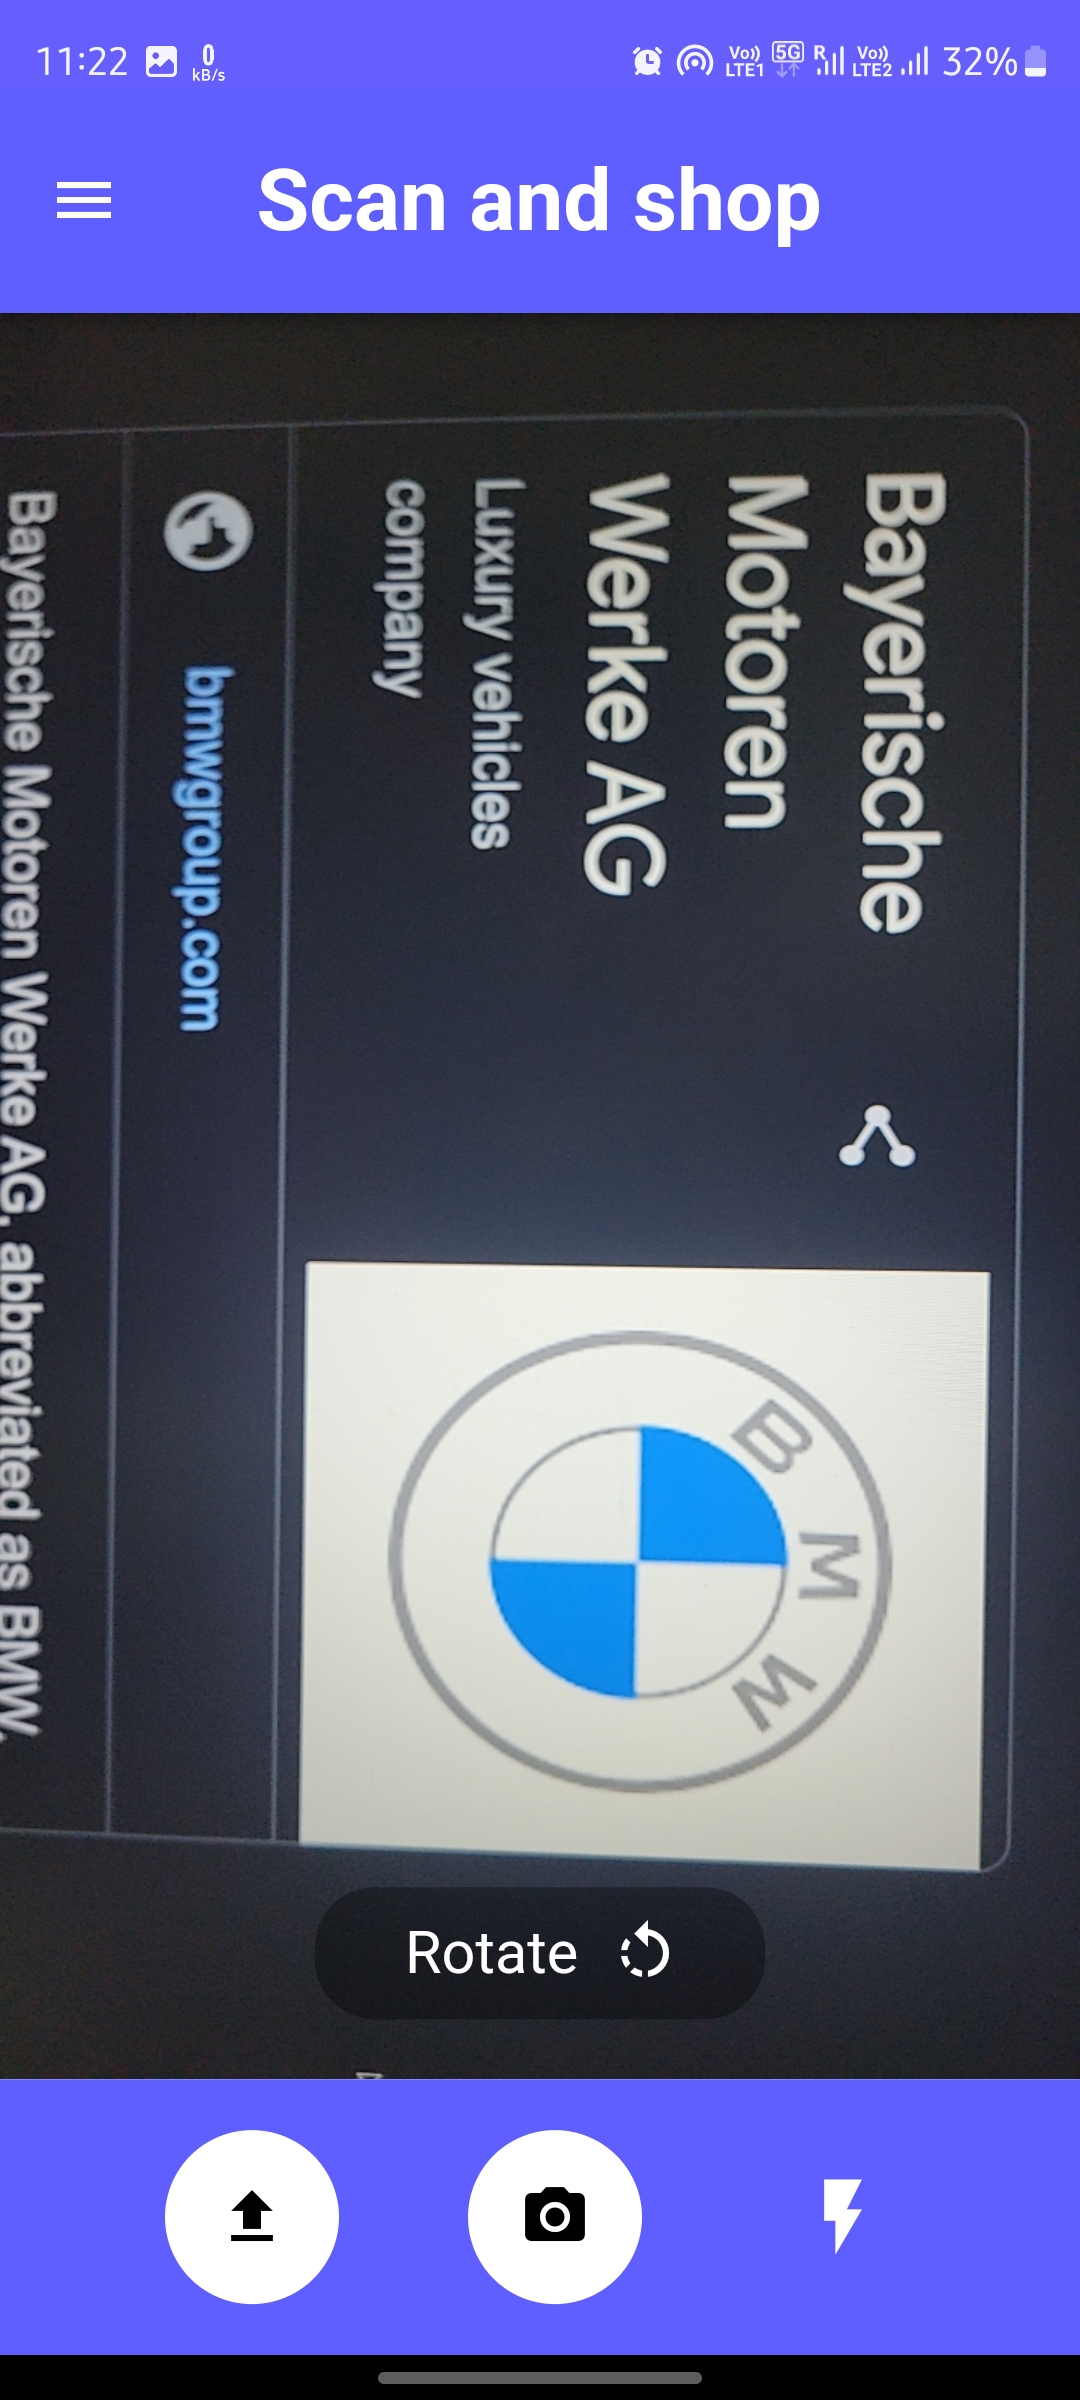 11:22
0
kB/s
Vo))
LTE1
5G
R
Vo))
LTE2
32%
Scan and shop
Bayerische
Motoren
Werke AG
Luxury vehicles
company
B M W
bmwgroup.com
Bayerische Motoren Werke AG, abbreviated as BMW,
Rotate